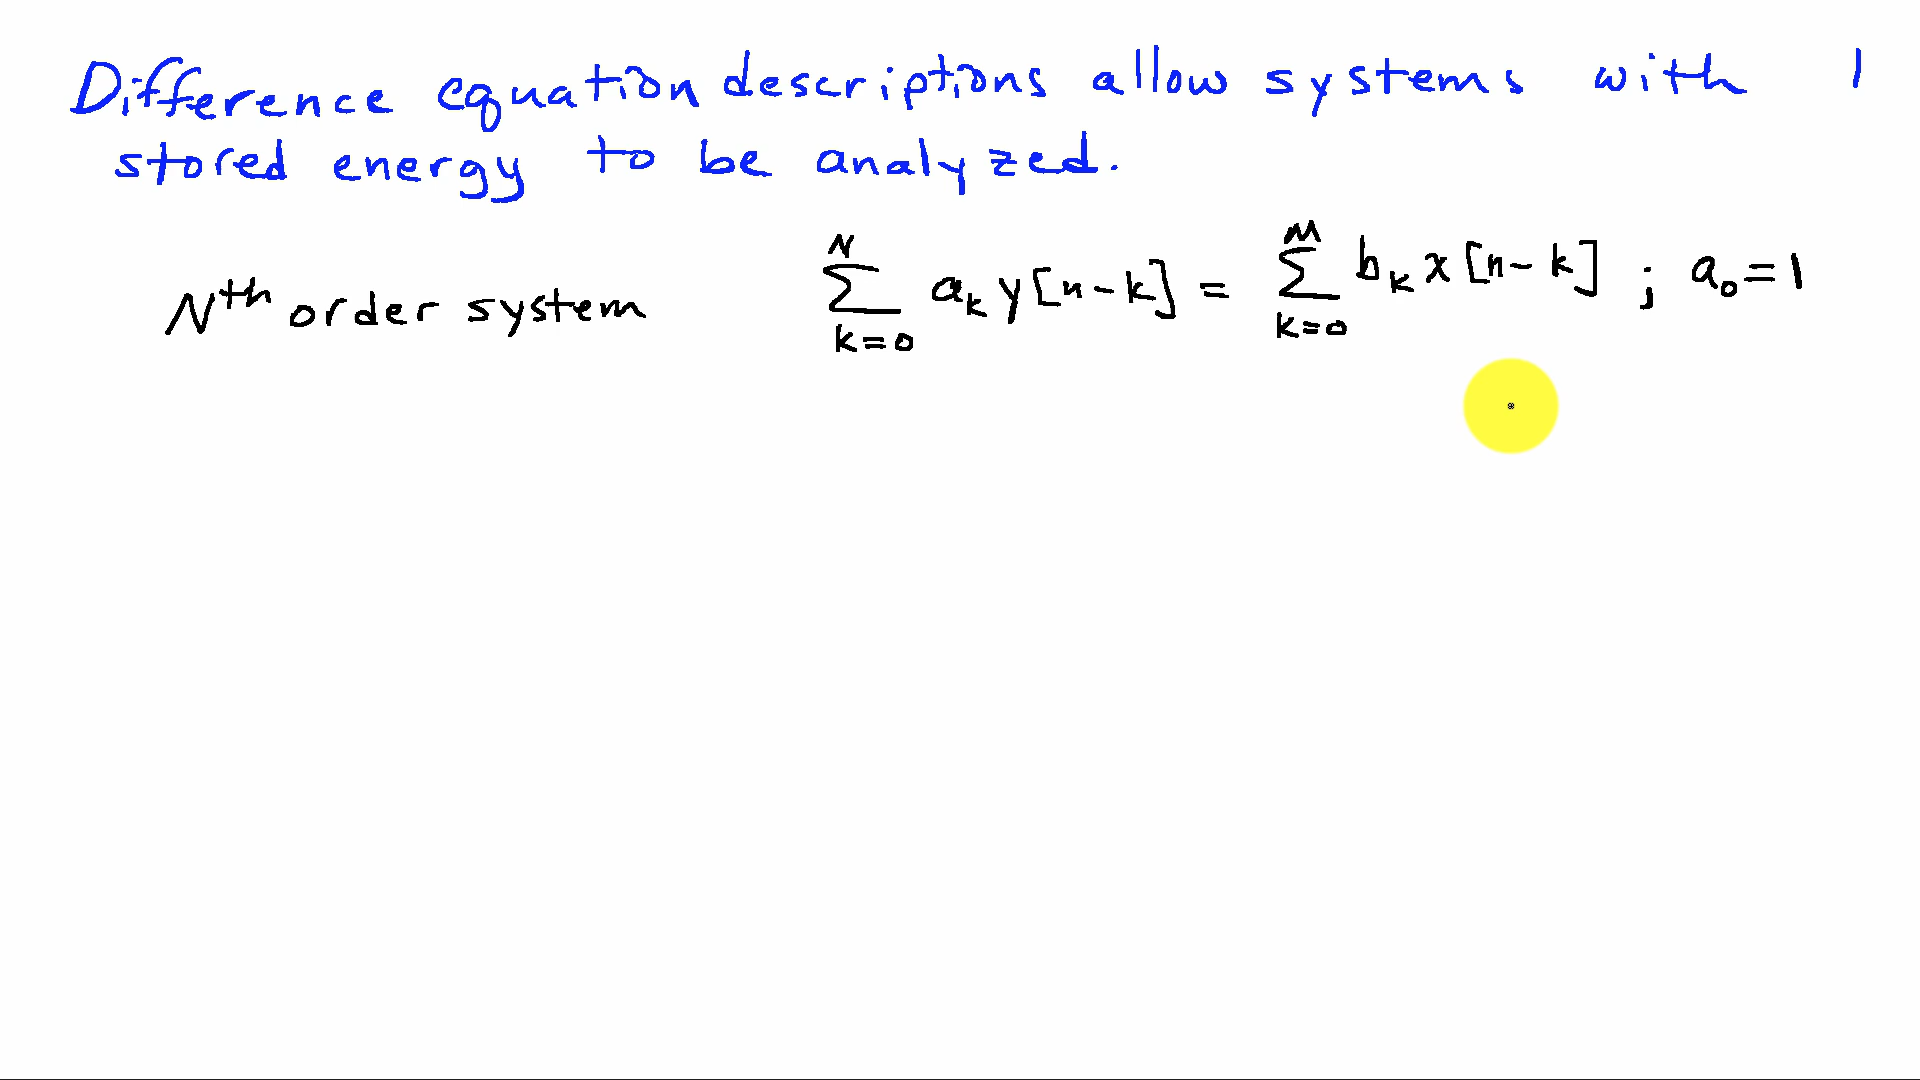 Difference equation descriptions allow systems with 1
stored energy to be analyzed.
Nᵗʰ order system ∑_{k=0}^{N} a_k y[n-k] = ∑_{k=0}^{M} b_k x[n-k] ; a₀=1